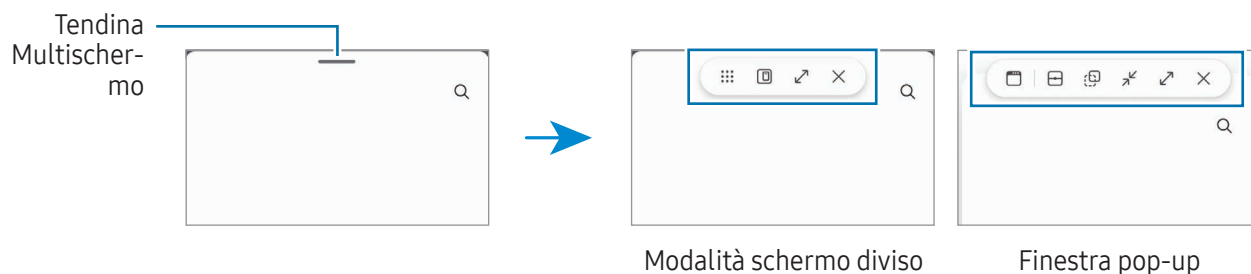 Tendina
Multischer-
mo
Modalità schermo diviso
Finestra pop-up